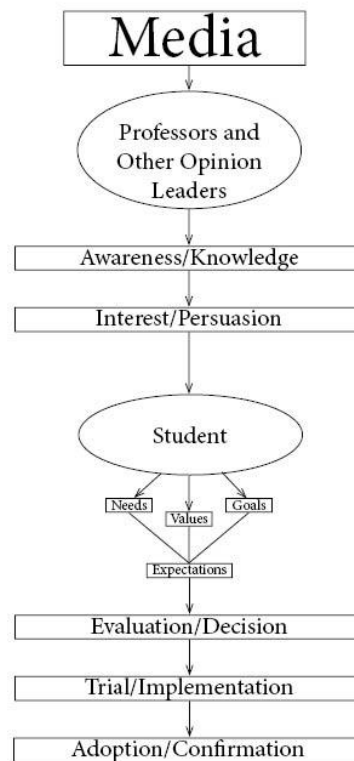 Media
Professors and
Other Opinion
Leaders
Awareness/Knowledge
Interest/Persuasion
Student
Needs
Values
Goals
Expectations
Evaluation/Decision
Trial/Implementation
Adoption/Confirmation